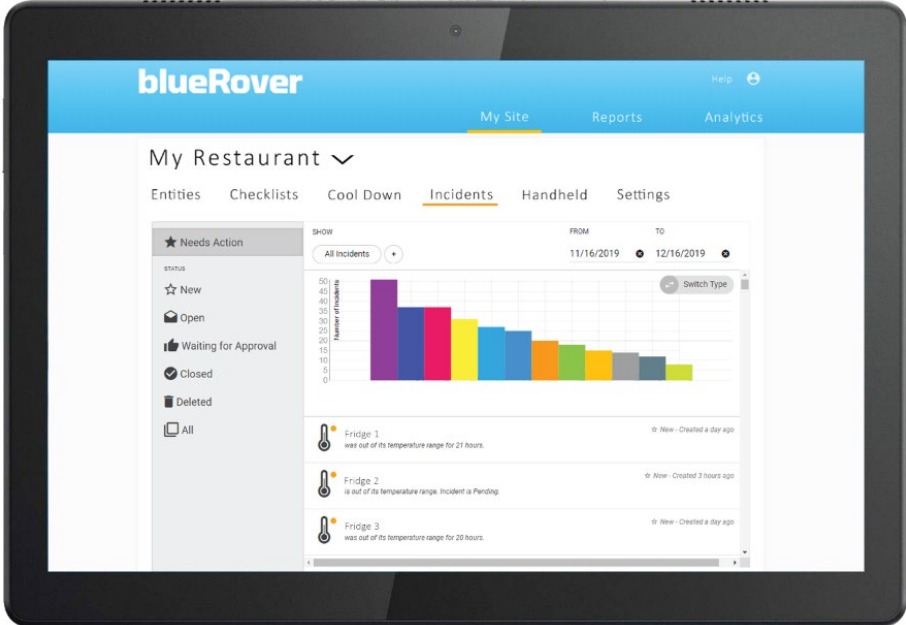 blueRover
Help
My Site Reports Analytics
My Restaurant
Entities Checklists Cool Down Incidents Handheld Settings
Needs Action
STATUS
New
Open
Waiting for Approval
Closed
Deleted
All
SHOW FROM TO
All Incidents + 11/16/2019 12/16/2019
Switch Type
Number of Incidents
50
45
40
35
30
25
20
15
10
5
0
Fridge 1 New - Created a day ago
was out of its temperature range for 21 hours.
Fridge 2 New - Created 3 hours ago
is out of its temperature range. Incident is Pending.
Fridge 3 New - Created a day ago
was out of its temperature range for 20 hours.